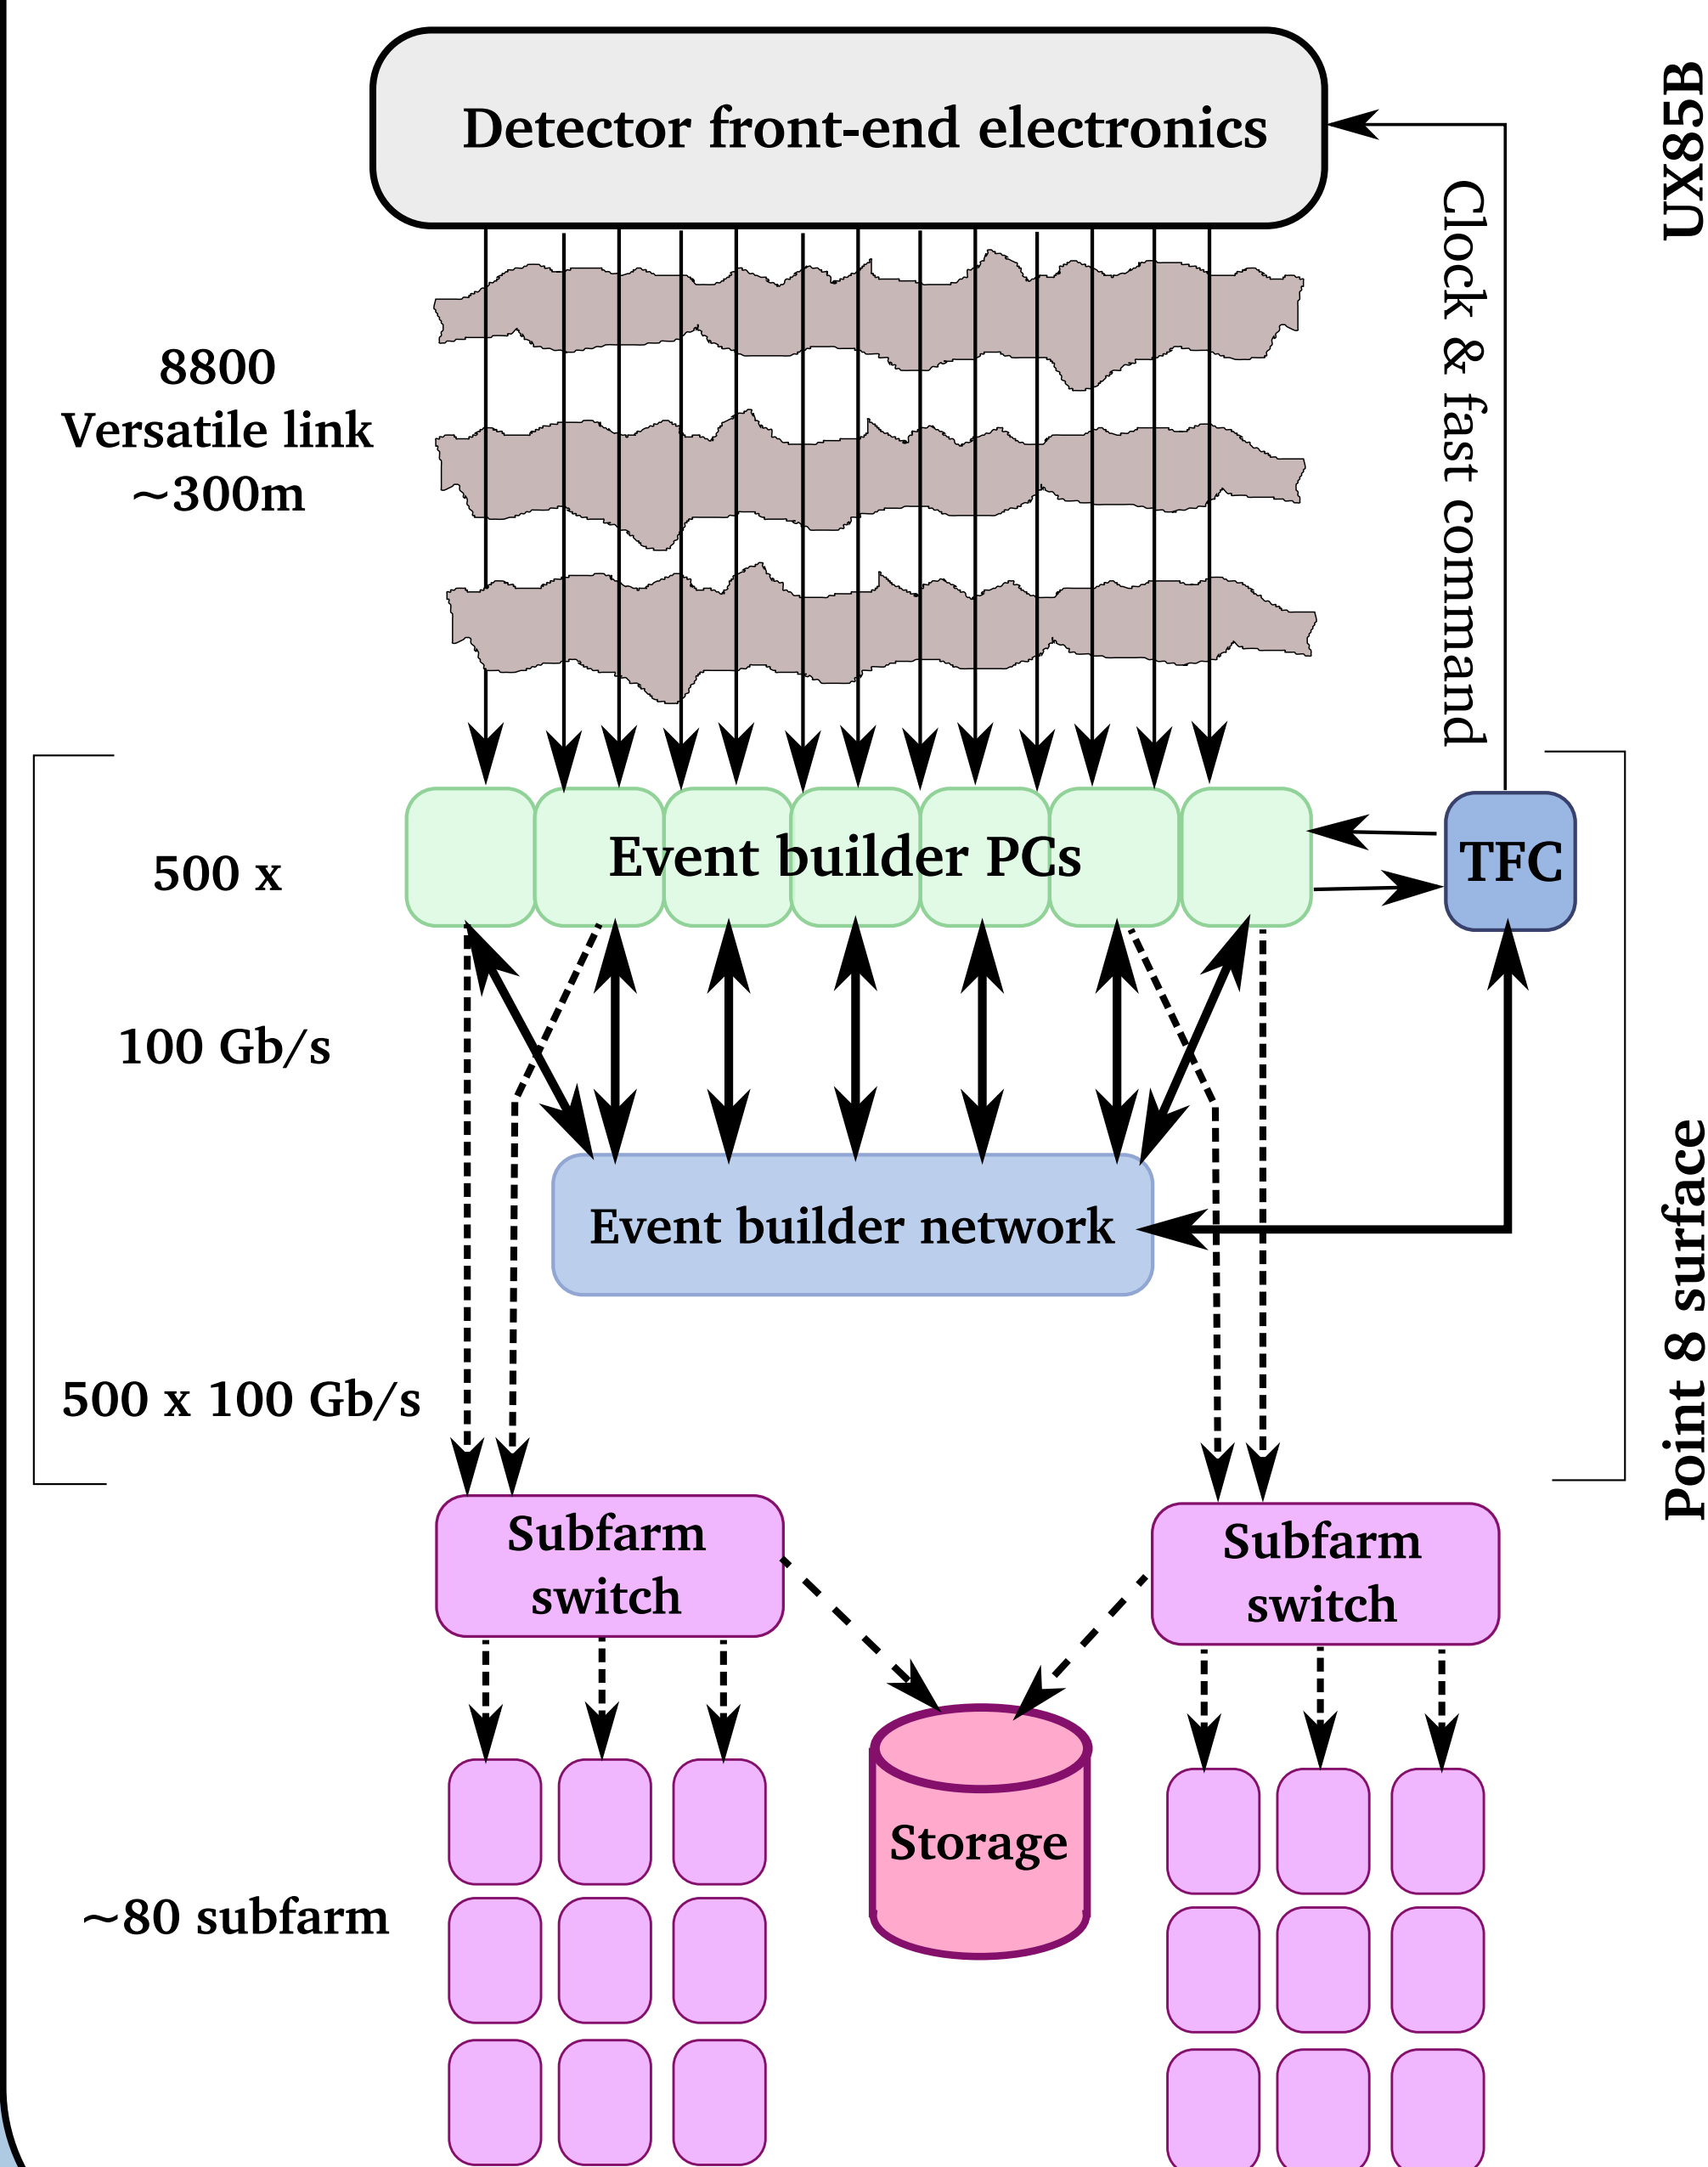 Detector front-end electronics
UX85B
Clock & fast command
8800
Versatile link
~300m
500 x
Event builder PCs
TFC
100 Gb/s
Event builder network
Point 8 surface
500 x 100 Gb/s
Subfarm
switch
Subfarm
switch
Storage
~80 subfarm